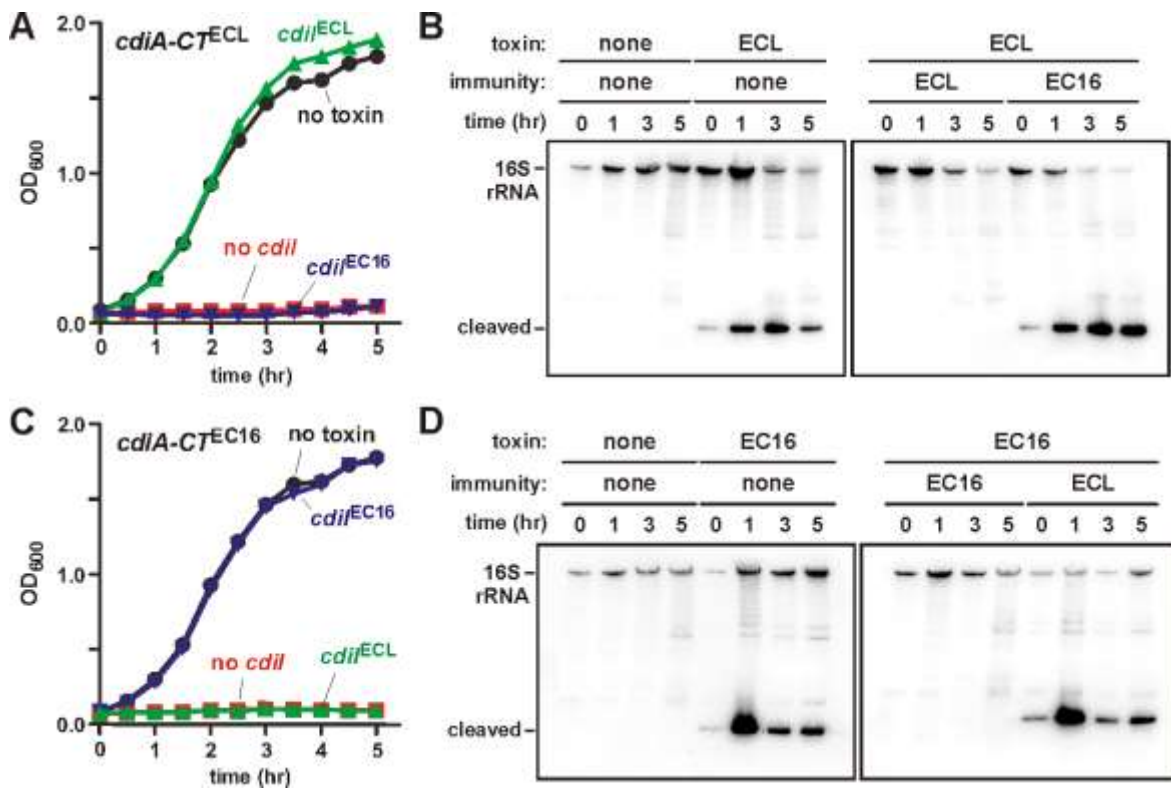 A
cdiA-CT^ECL
cdiI^ECL
no toxin
no cdiI
cdiI^EC16
OD600
2.0
1.0
0.0
0 1 2 3 4 5
time (hr)
B
toxin: none ECL ECL
immunity: none none ECL EC16
time (hr) 0 1 3 5 0 1 3 5 0 1 3 5 0 1 3 5
16S
rRNA
cleaved
C
cdiA-CT^EC16
no toxin
cdiI^EC16
no cdiI
cdiI^ECL
OD600
2.0
1.0
0.0
0 1 2 3 4 5
time (hr)
D
toxin: none EC16 EC16
immunity: none none EC16 ECL
time (hr) 0 1 3 5 0 1 3 5 0 1 3 5 0 1 3 5
16S
rRNA
cleaved